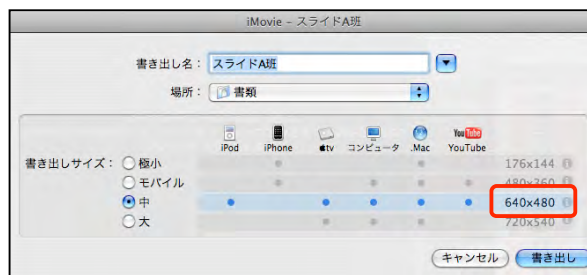 iMovie – スライドA班
書き出し名： スライドA班
場所： 書類
iPod iPhone tv コンピュータ .Mac YouTube
You Tube
書き出しサイズ： 極小 176x144
モバイル 480x360
中 640x480
大 720x540
キャンセル 書き出し